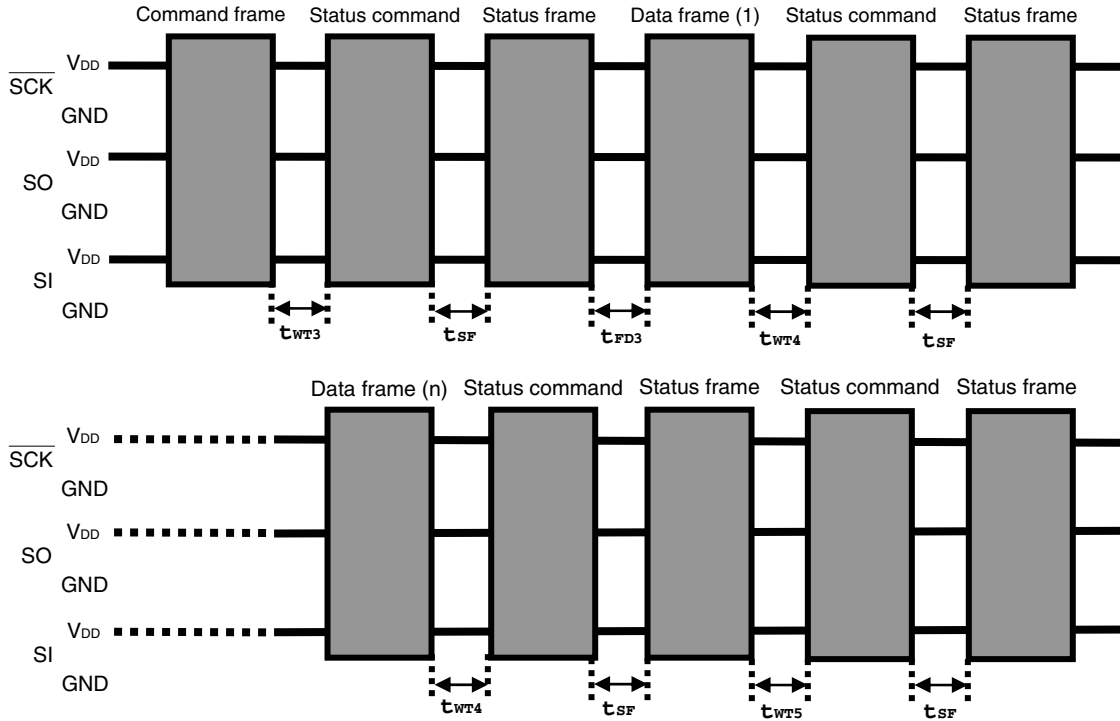 Command frame Status command Status frame Data frame (1) Status command Status frame
SCK VDD
GND
VDD
SO
GND
VDD
SI
GND
tWT3 tSF tFD3 tWT4 tSF
Data frame (n) Status command Status frame Status command Status frame
SCK VDD
GND
VDD
SO
GND
VDD
SI
GND
tWT4 tSF tWT5 tSF